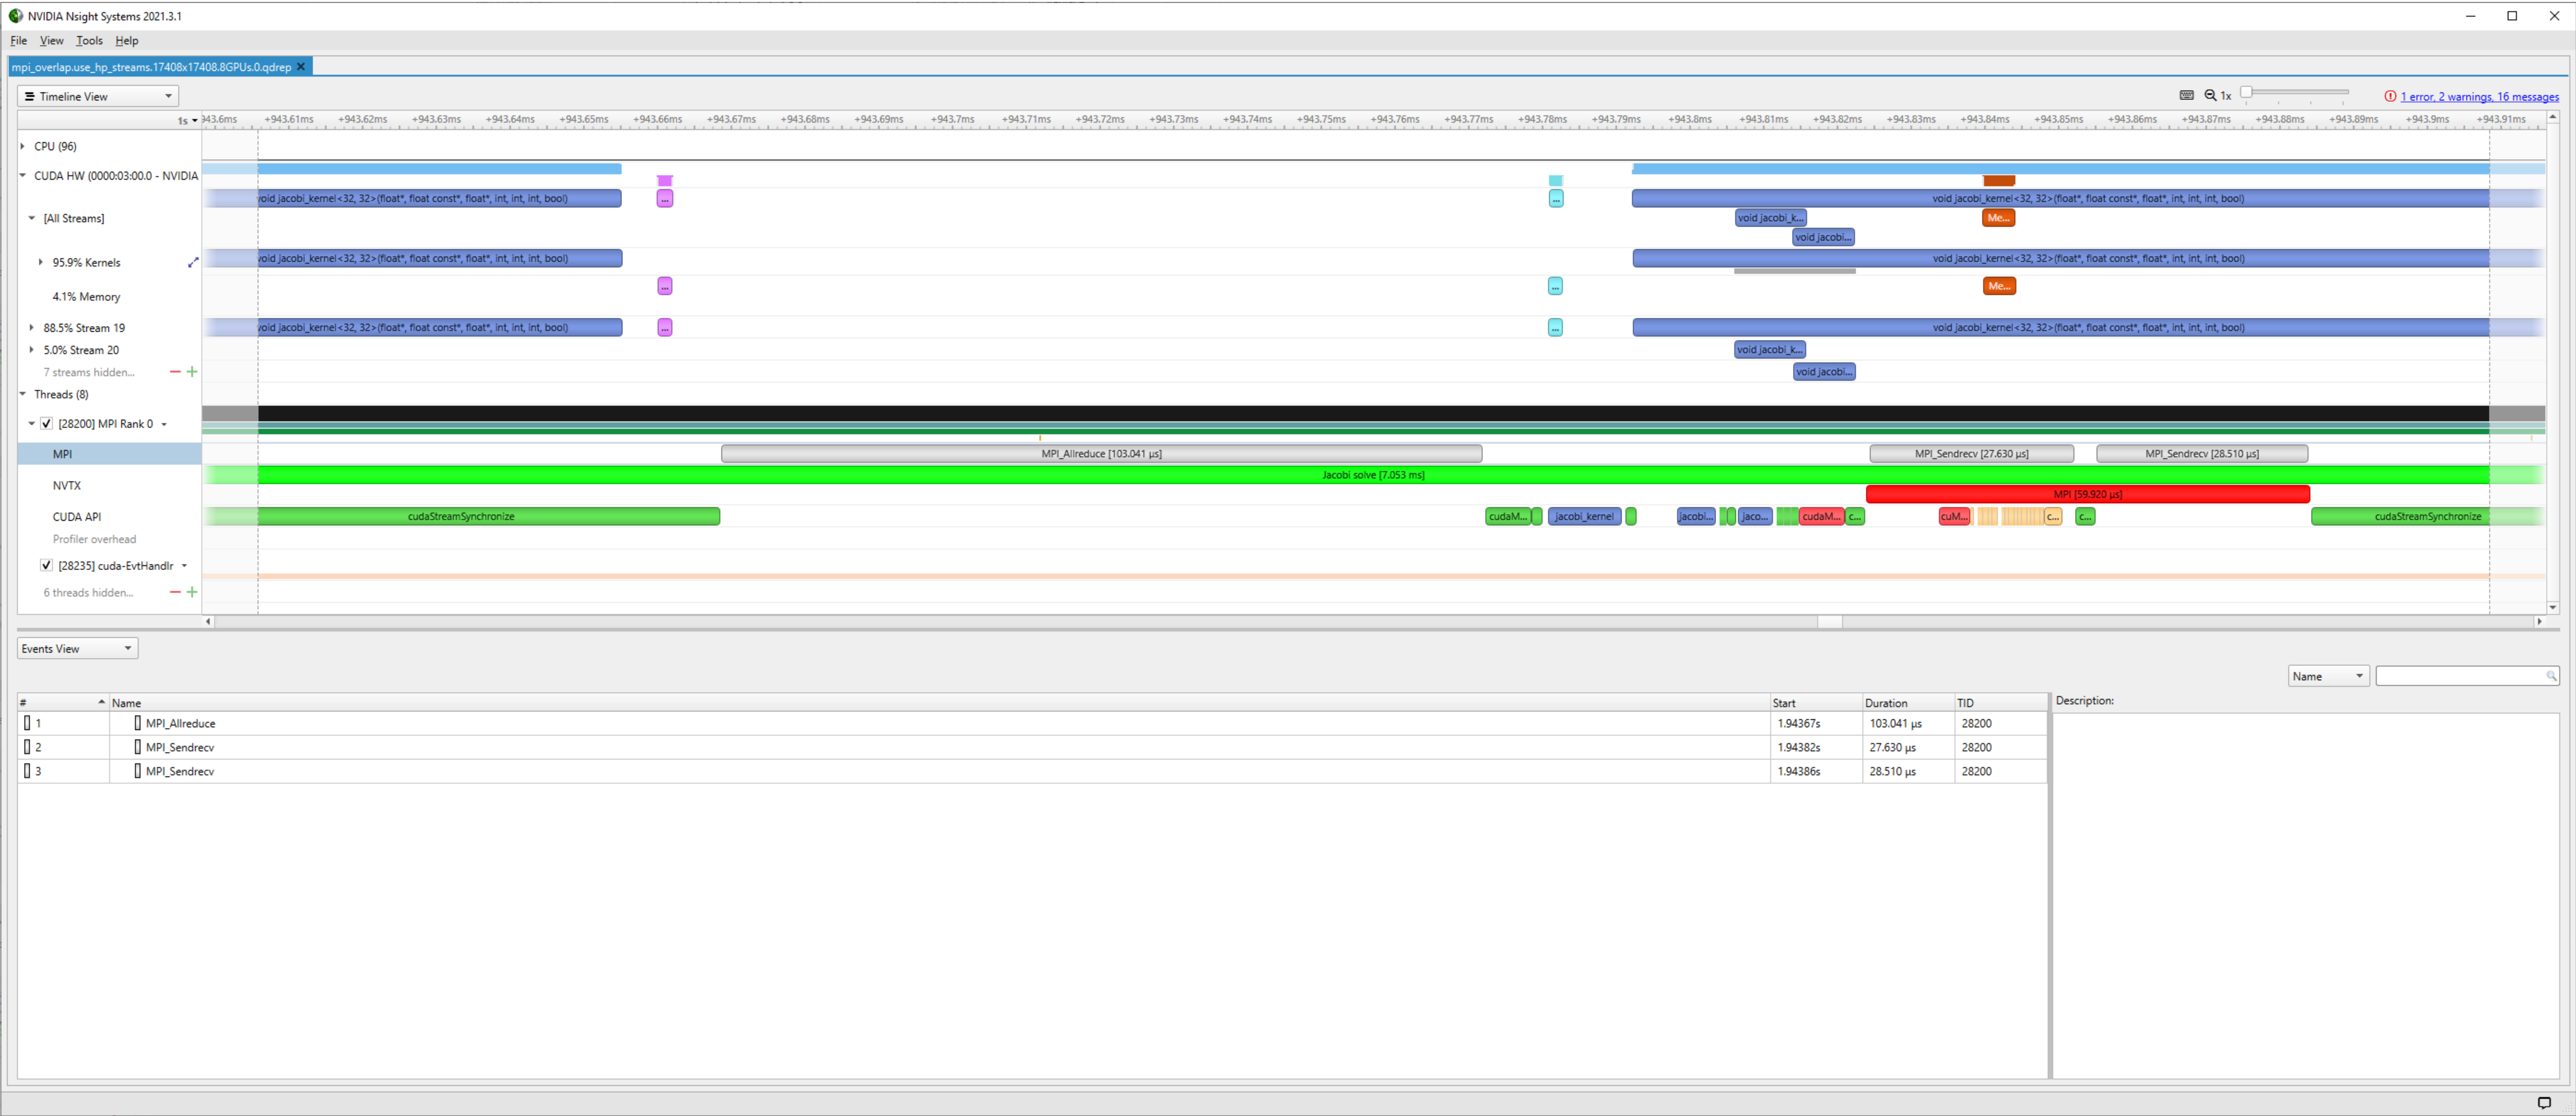 NVIDIA Nsight Systems 2021.3.1
File View Tools Help
mpi_overlap.use_hp_streams.17408x17408.8GPUs.0.qdrep
Timeline View 1x 1 error, 2 warnings, 16 messages
1s 943.6ms +943.61ms +943.62ms +943.63ms +943.64ms +943.65ms +943.66ms +943.67ms +943.68ms +943.69ms +943.7ms +943.71ms +943.72ms +943.73ms +943.74ms +943.75ms +943.76ms +943.77ms +943.78ms +943.79ms +943.8ms +943.81ms +943.82ms +943.83ms +943.84ms +943.85ms +943.86ms +943.87ms +943.88ms +943.89ms +943.9ms +943.91ms
CPU (96)
CUDA HW (0000:03:00.0 - NVIDIA
void jacobi_kernel<32, 32>(float*, float const*, float*, int, int, int, bool) ... ... void jacobi_kernel<32, 32>(float*, float const*, float*, int, int, int, bool)
[All Streams] void jacobi_k... Me...
void jacobi...
95.9% Kernels void jacobi_kernel<32, 32>(float*, float const*, float*, int, int, int, bool) void jacobi_kernel<32, 32>(float*, float const*, float*, int, int, int, bool)
4.1% Memory ... ... Me...
88.5% Stream 19 void jacobi_kernel<32, 32>(float*, float const*, float*, int, int, int, bool) ... ... void jacobi_kernel<32, 32>(float*, float const*, float*, int, int, int, bool)
5.0% Stream 20 void jacobi_k...
7 streams hidden... void jacobi...
Threads (8)
[28200] MPI Rank 0
MPI MPI_Allreduce [103.041 µs] MPI_Sendrecv [27.630 µs] MPI_Sendrecv [28.510 µs]
Jacobi solve [7.053 ms]
NVTX MPI [59.920 µs]
CUDA API cudaStreamSynchronize cudaM... jacobi_kernel jacobi... jaco... cudaM... c... cuM... c... c... cudaStreamSynchronize
Profiler overhead
[28235] cuda-EvtHandlr
6 threads hidden...
Events View
Name
# Name Start Duration TID Description:
1 MPI_Allreduce 1.94367s 103.041 µs 28200
2 MPI_Sendrecv 1.94382s 27.630 µs 28200
3 MPI_Sendrecv 1.94386s 28.510 µs 28200